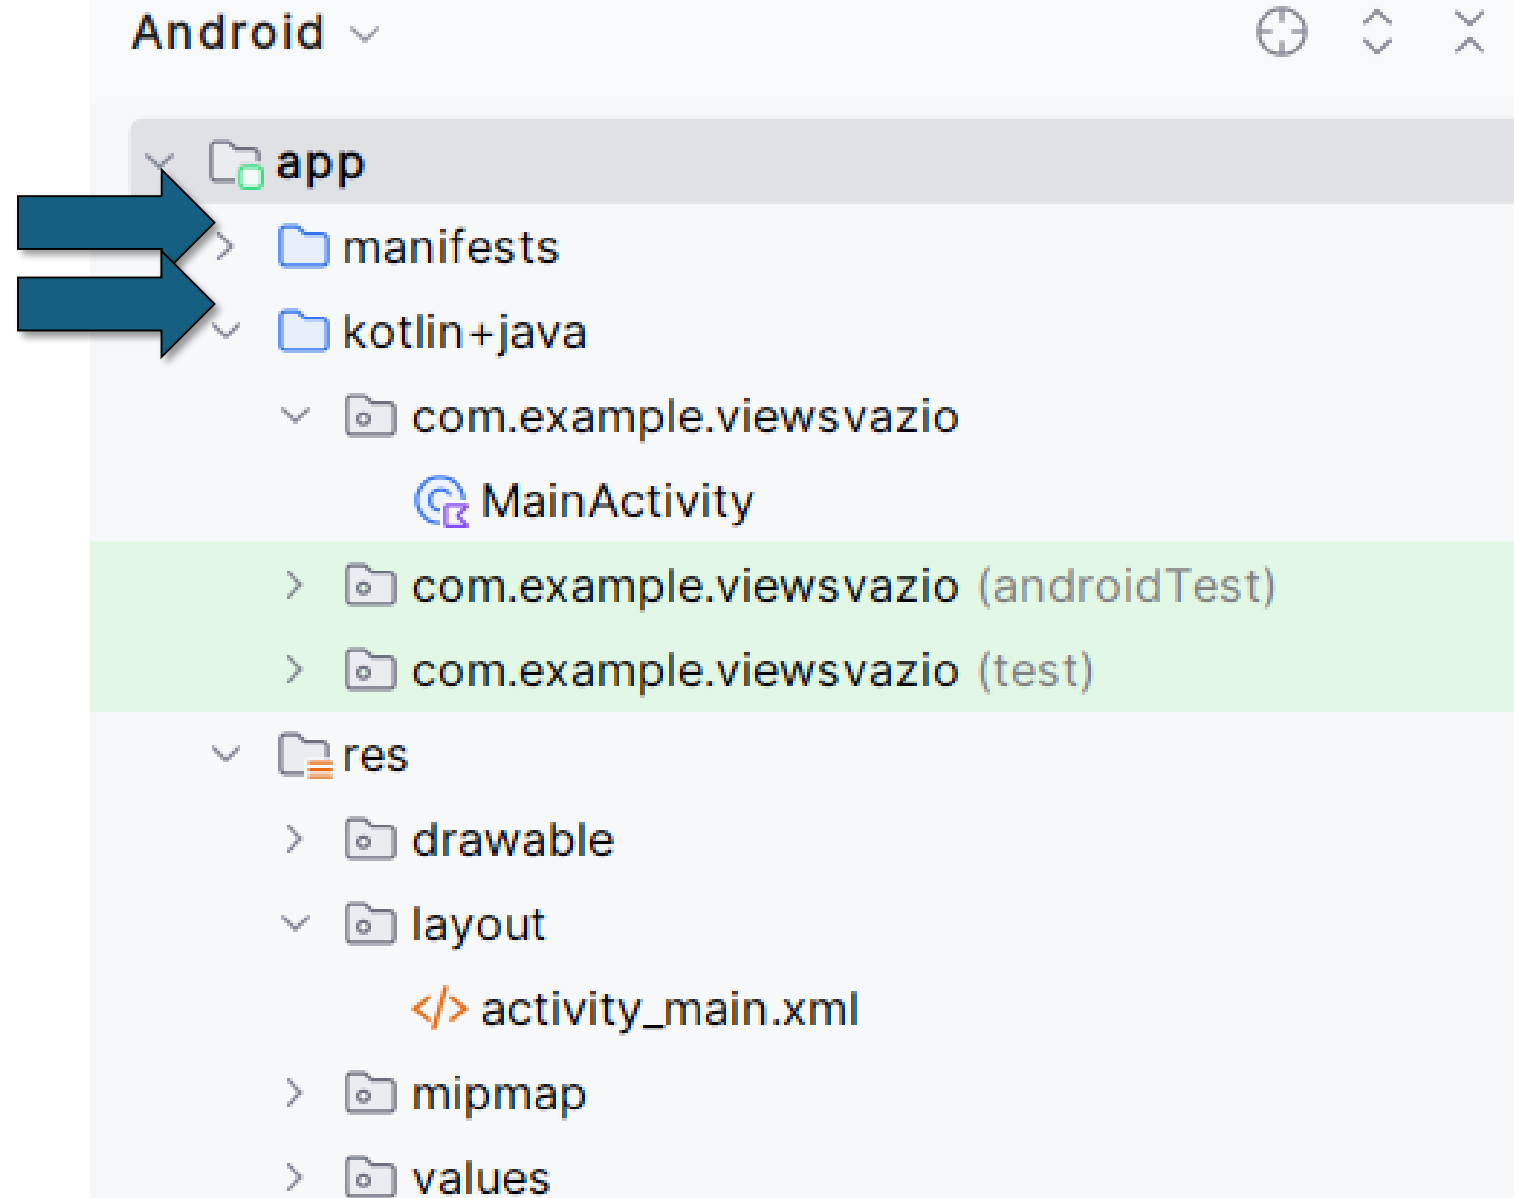 Android
app
manifests
kotlin+java
com.example.viewsvazio
MainActivity
com.example.viewsvazio (androidTest)
com.example.viewsvazio (test)
res
drawable
layout
activity_main.xml
mipmap
values